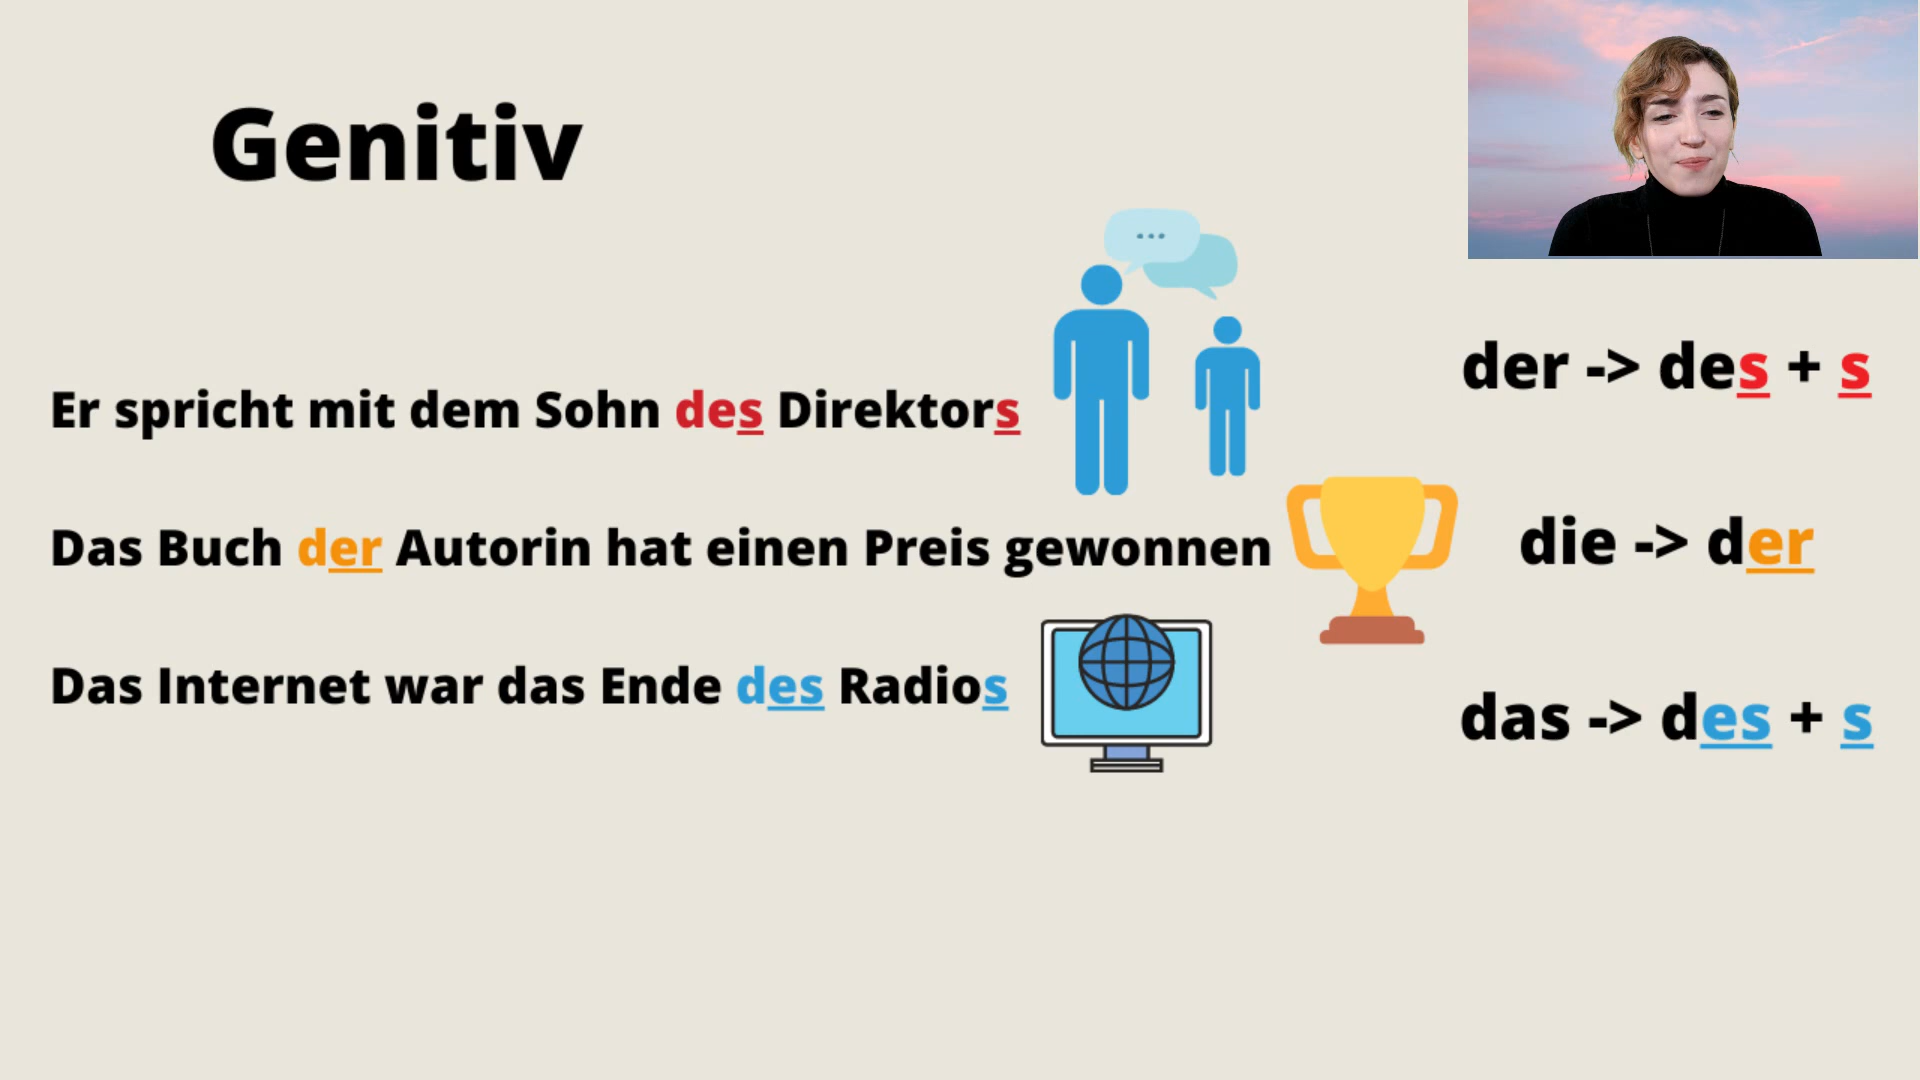 Genitiv
Er spricht mit dem Sohn des Direktors
Das Buch der Autorin hat einen Preis gewonnen
Das Internet war das Ende des Radios
der -> des + s
die -> der
das -> des + s